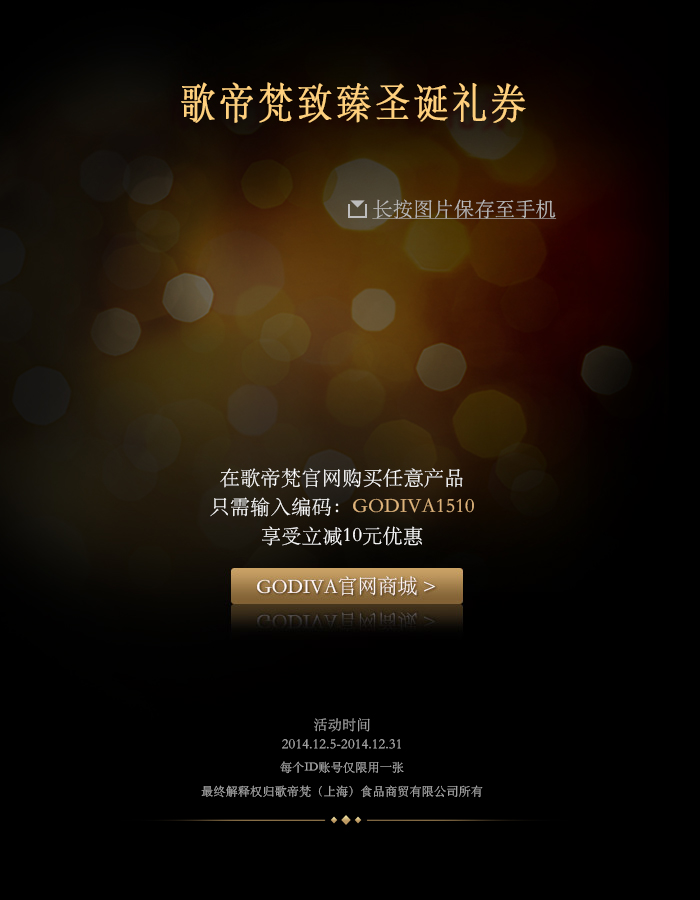 歌帝梵致臻圣诞礼券
长按图片保存至手机
在歌帝梵官网购买任意产品
只需输入编码：GODIVA1510
享受立减10元优惠
GODIVA官网商城 >
活动时间
2014.12.5-2014.12.31
每个ID账号仅限用一张
最终解释权归歌帝梵（上海）食品商贸有限公司所有